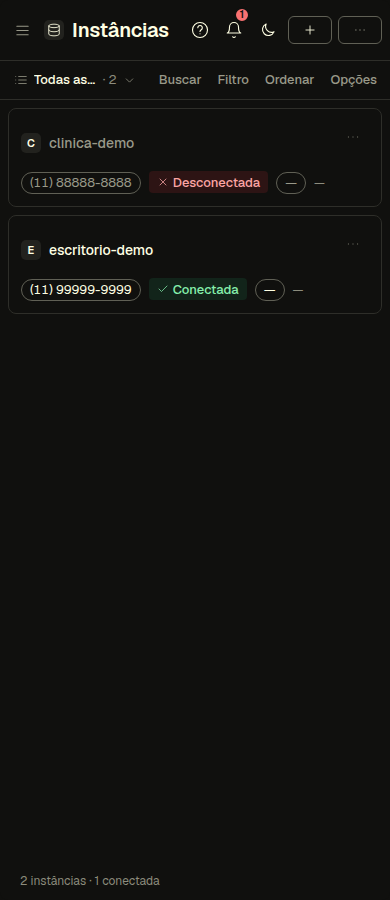 Instâncias
1
Todas as... · 2
Buscar Filtro Ordenar Opções
C clinica-demo
(11) 88888-8888 Desconectada — —
E escritorio-demo
(11) 99999-9999 Conectada — —
2 instâncias · 1 conectada